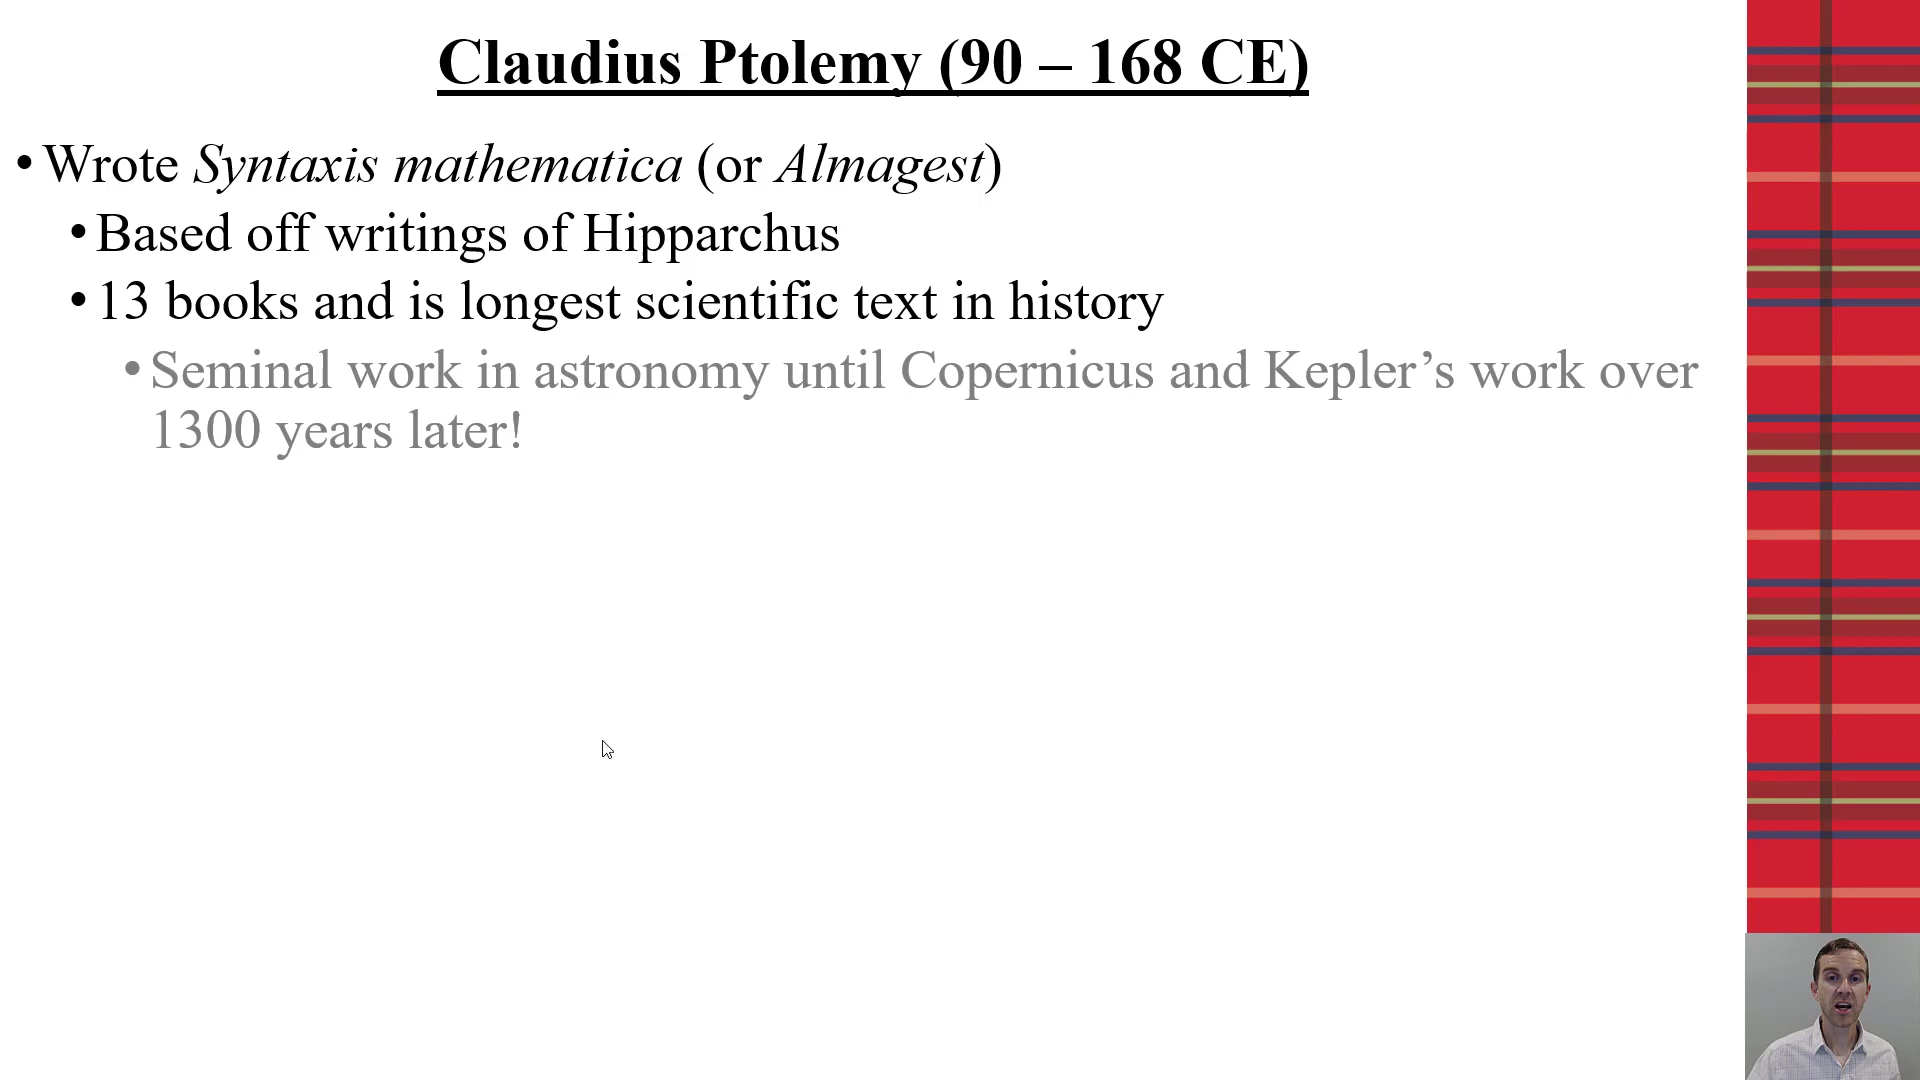 Claudius Ptolemy (90 – 168 CE)
• Wrote Syntaxis mathematica (or Almagest)
• Based off writings of Hipparchus
• 13 books and is longest scientific text in history
• Seminal work in astronomy until Copernicus and Kepler’s work over
1300 years later!